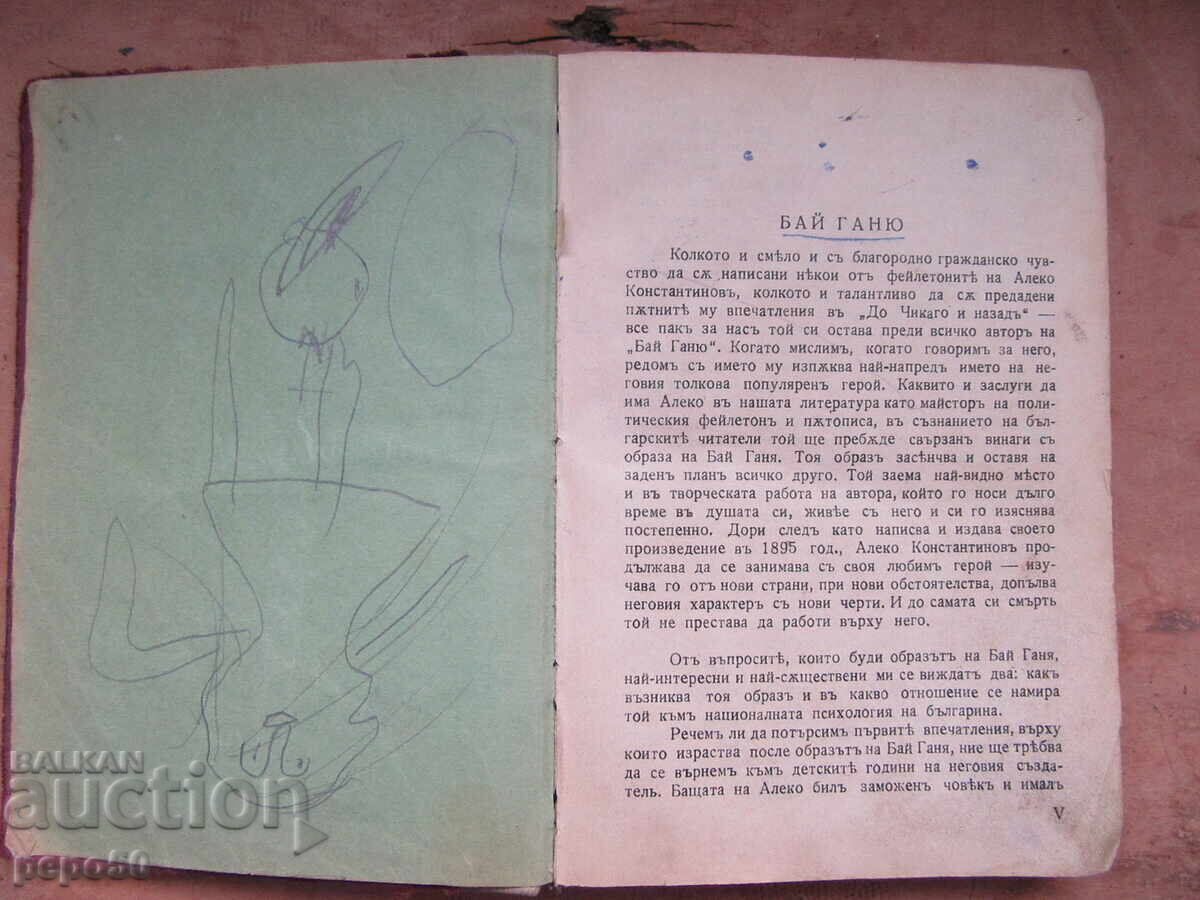 БАЙ ГАНЮ
Колкото и смѣло и съ благородно гражданско чув-
ство да сѫ написани нѣкои отъ фейлетонитѣ на Алеко
Константиновъ, колкото и талантливо да сѫ предадени
пѫтнитѣ му впечатления въ „До Чикаго и назадъ“ —
все пакъ за насъ той си остава преди всичко авторъ на
„Бай Ганю“. Когато мислимъ, когато говоримъ за него,
редомъ съ името му изпѫква най-напредъ името на не-
говия толкова популяренъ герой. Каквито и заслуги да
има Алеко въ нашата литература като майсторъ на поли-
тическия фейлетонъ и пѫтописа, въ съзнанието на бъл-
гарскитѣ читатели той ще пребѫде свързанъ винаги съ
образа на Бай Ганя. Тоя образъ засѣнчва и оставя на
заденъ планъ всичко друго. Той заема най-видно мѣсто
и въ творческата работа на автора, който го носи дълго
време въ душата си, живѣе съ него и си го изяснява
постепенно. Дори следъ като написва и издава своето
произведение въ 1895 год., Алеко Константиновъ про-
дължава да се занимава съ своя любимъ герой — изу-
чава го отъ нови страни, при нови обстоятелства, допълва
неговия характеръ съ нови черти. И до самата си смърть
той не престава да работи върху него.
Отъ въпроситѣ, които буди образътъ на Бай Ганя,
най-интересни и най-сѫществени ми се виждатъ два: какъ
възниква тоя образъ и въ какво отношение се намира
той къмъ националната психология на българина.
Речемъ ли да потърсимъ първитѣ впечатления, върху
които израства после образътъ на Бай Ганя, ние ще трѣбва
да се върнемъ къмъ детскитѣ години на неговия създа-
тель. Бащата на Алеко билъ заможенъ човѣкъ и ималъ
V
BALKAN
auction
pepo80